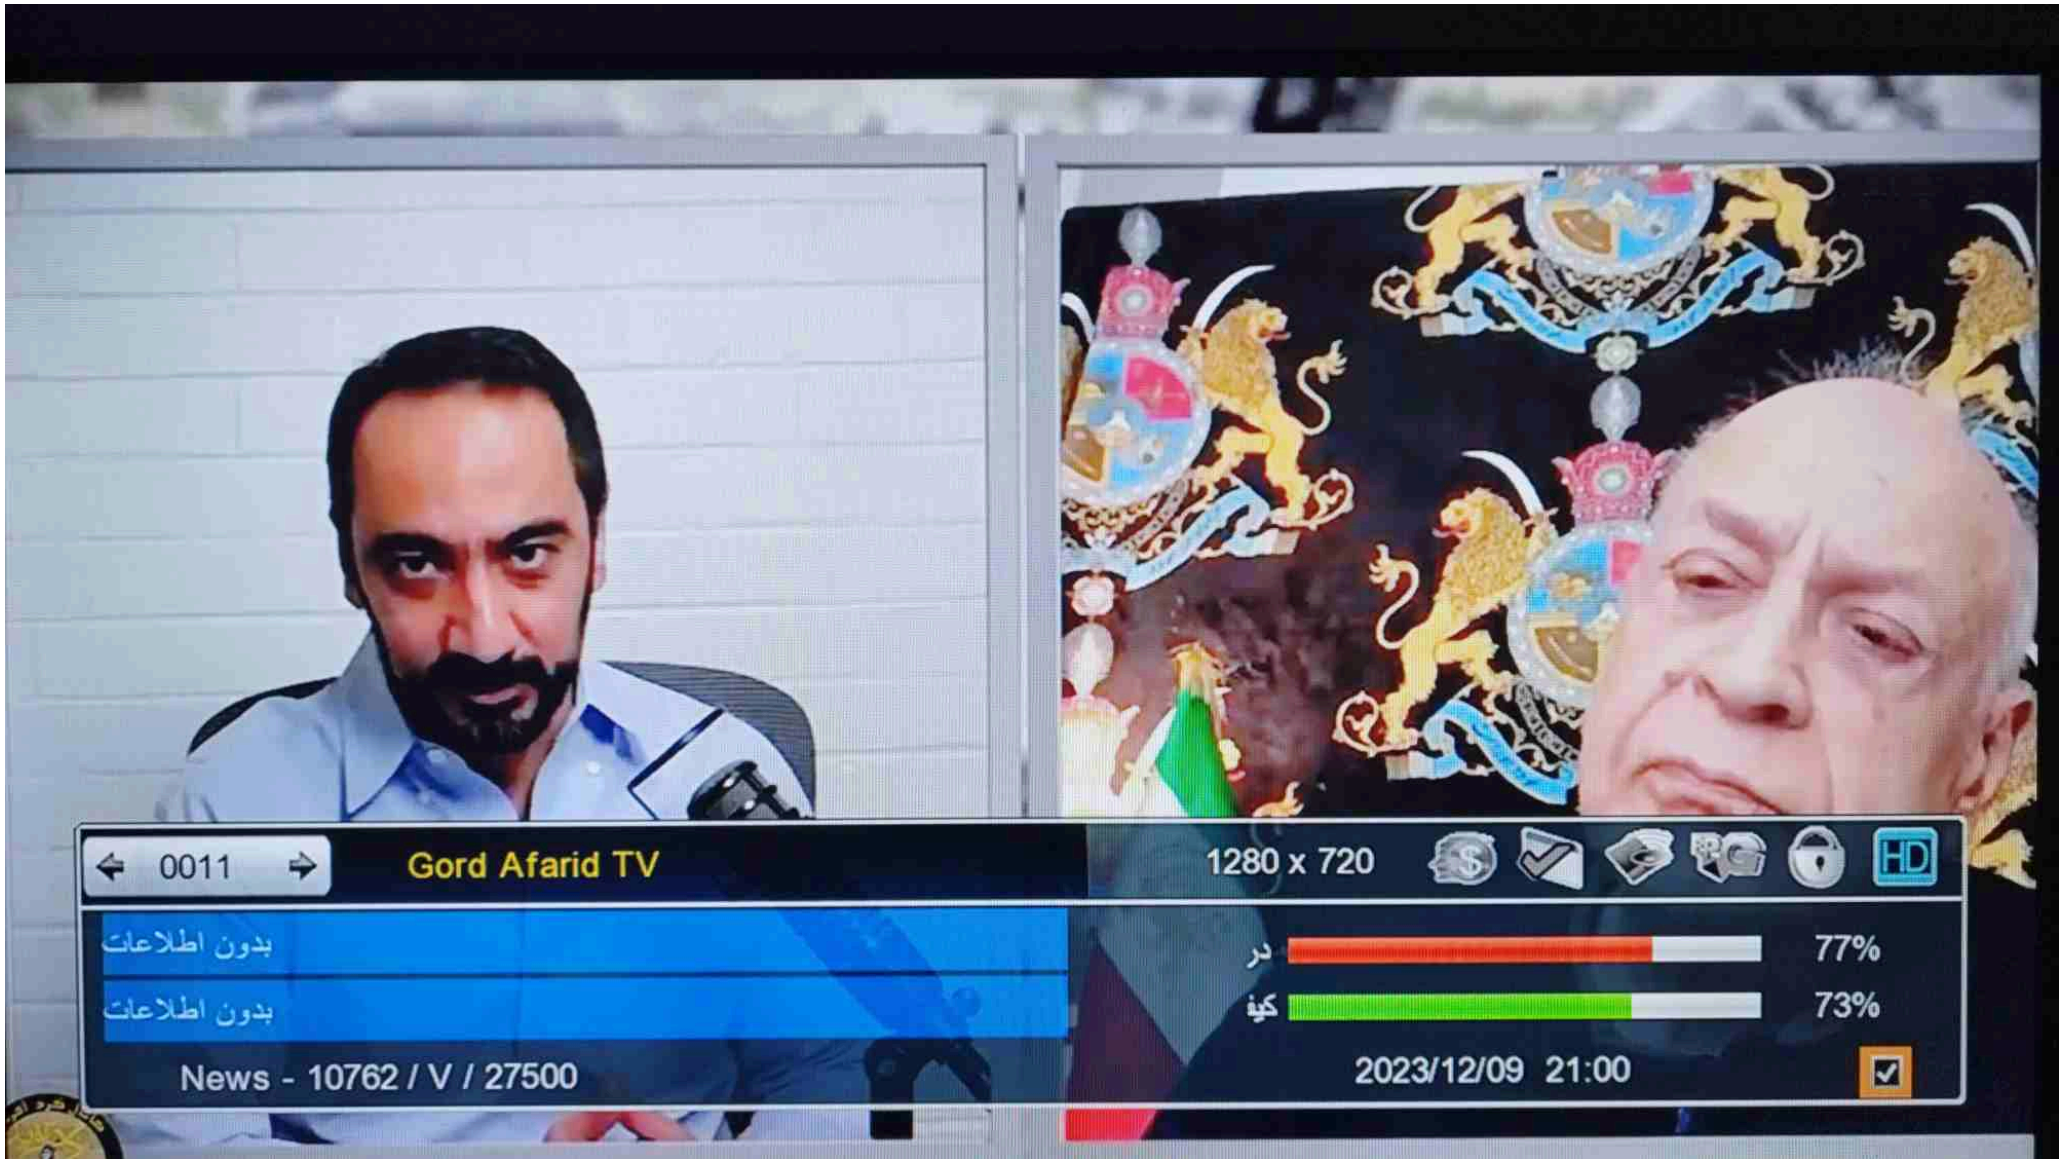 0011 Gord Afarid TV 1280 x 720 HD
بدون اطلاعات
در 77%
بدون اطلاعات
کیف 73%
News - 10762 / V / 27500
2023/12/09 21:00